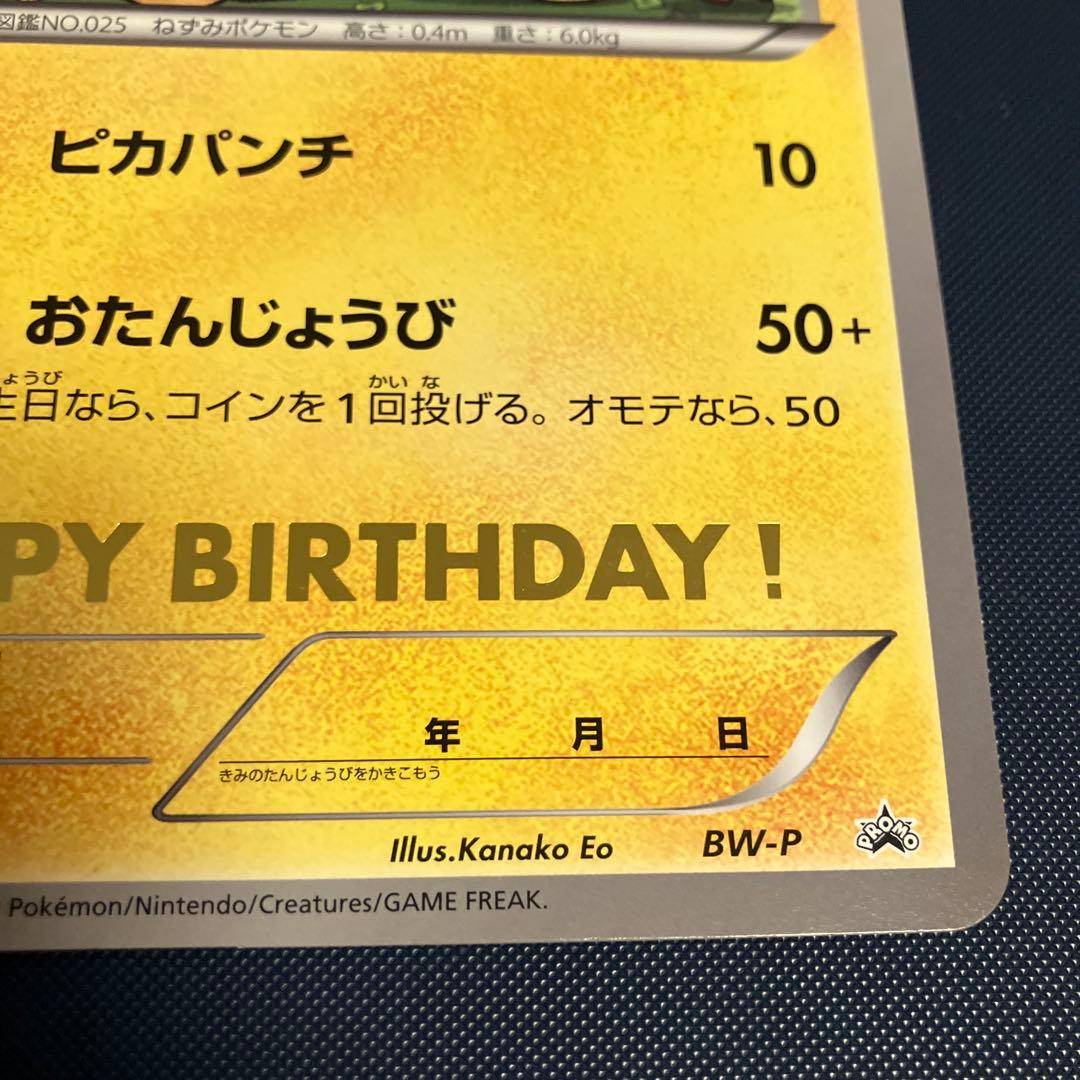 図鑑NO.025 ねずみポケモン 高さ:0.4m 重さ:6.0kg
ピカパンチ 10
おたんじょうび 50+
ょうび かい な
生日なら、コインを1回投げる。オモテなら、50
PY BIRTHDAY!
年 月 日
きみのたんじょうびをかきこもう
Illus.Kanako Eo BW-P PROMO
Pokémon/Nintendo/Creatures/GAME FREAK.